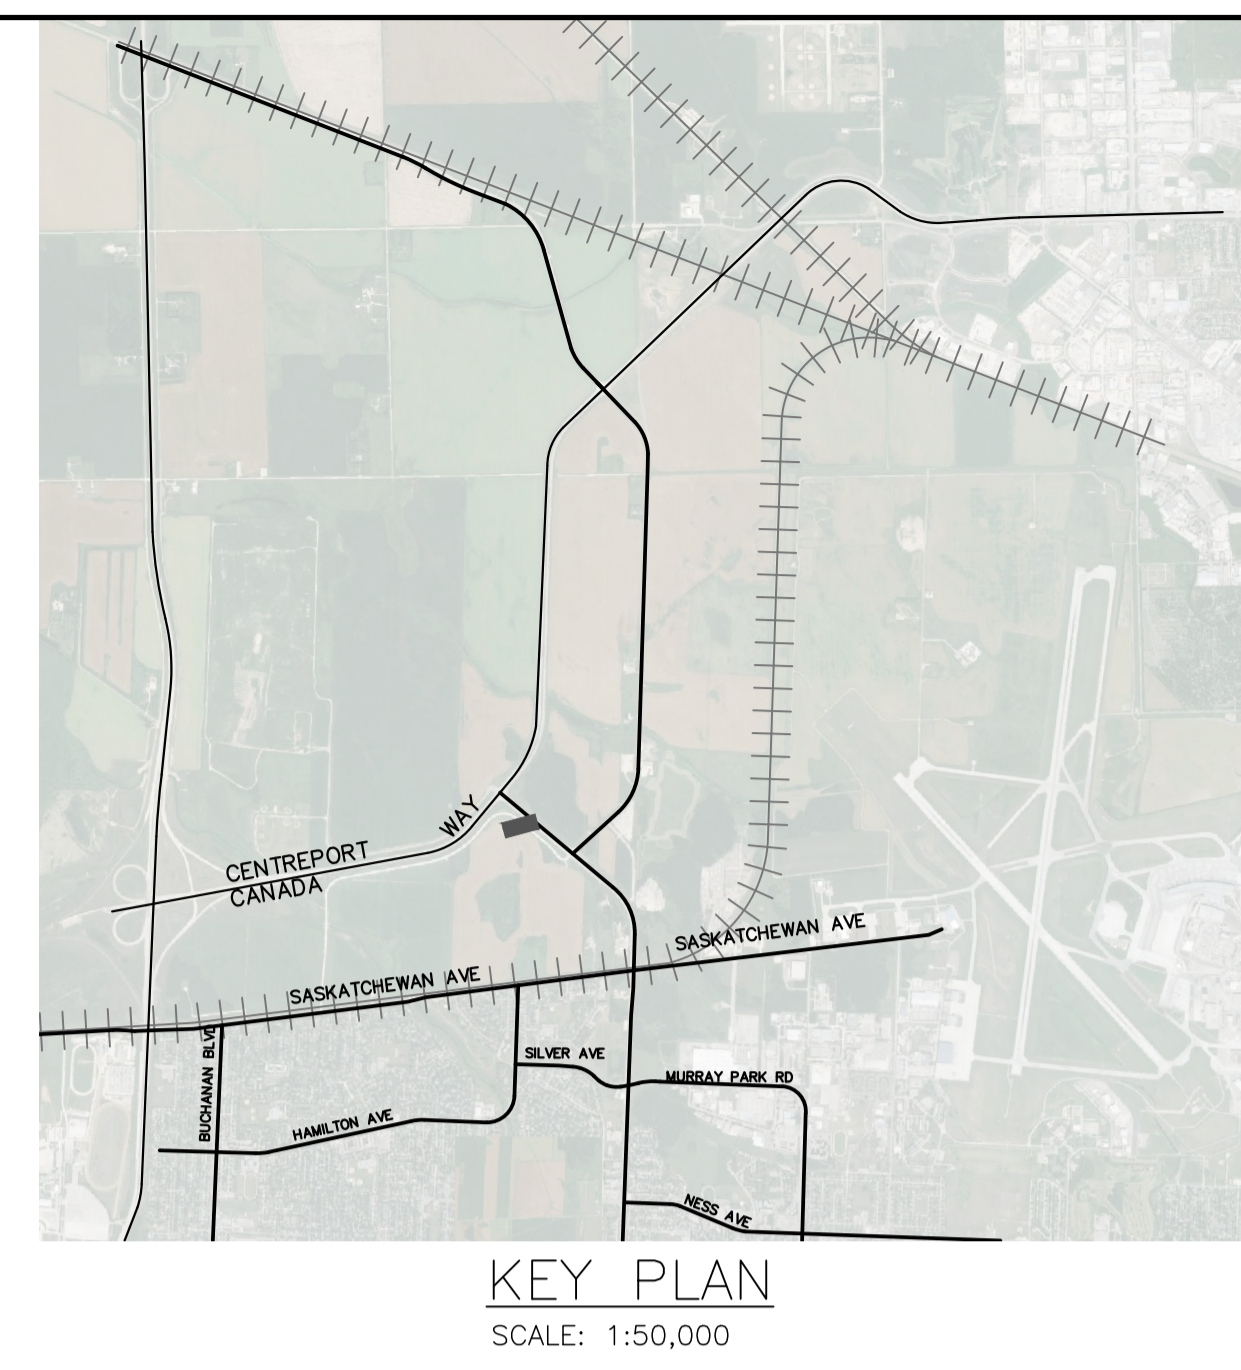 CENTREPORT
WAY
CANADA
SASKATCHEWAN AVE
SASKATCHEWAN AVE
BUCHANAN BLVD
SILVER AVE
MURRAY PARK RD
HAMILTON AVE
NESS AVE
KEY PLAN
SCALE: 1:50,000